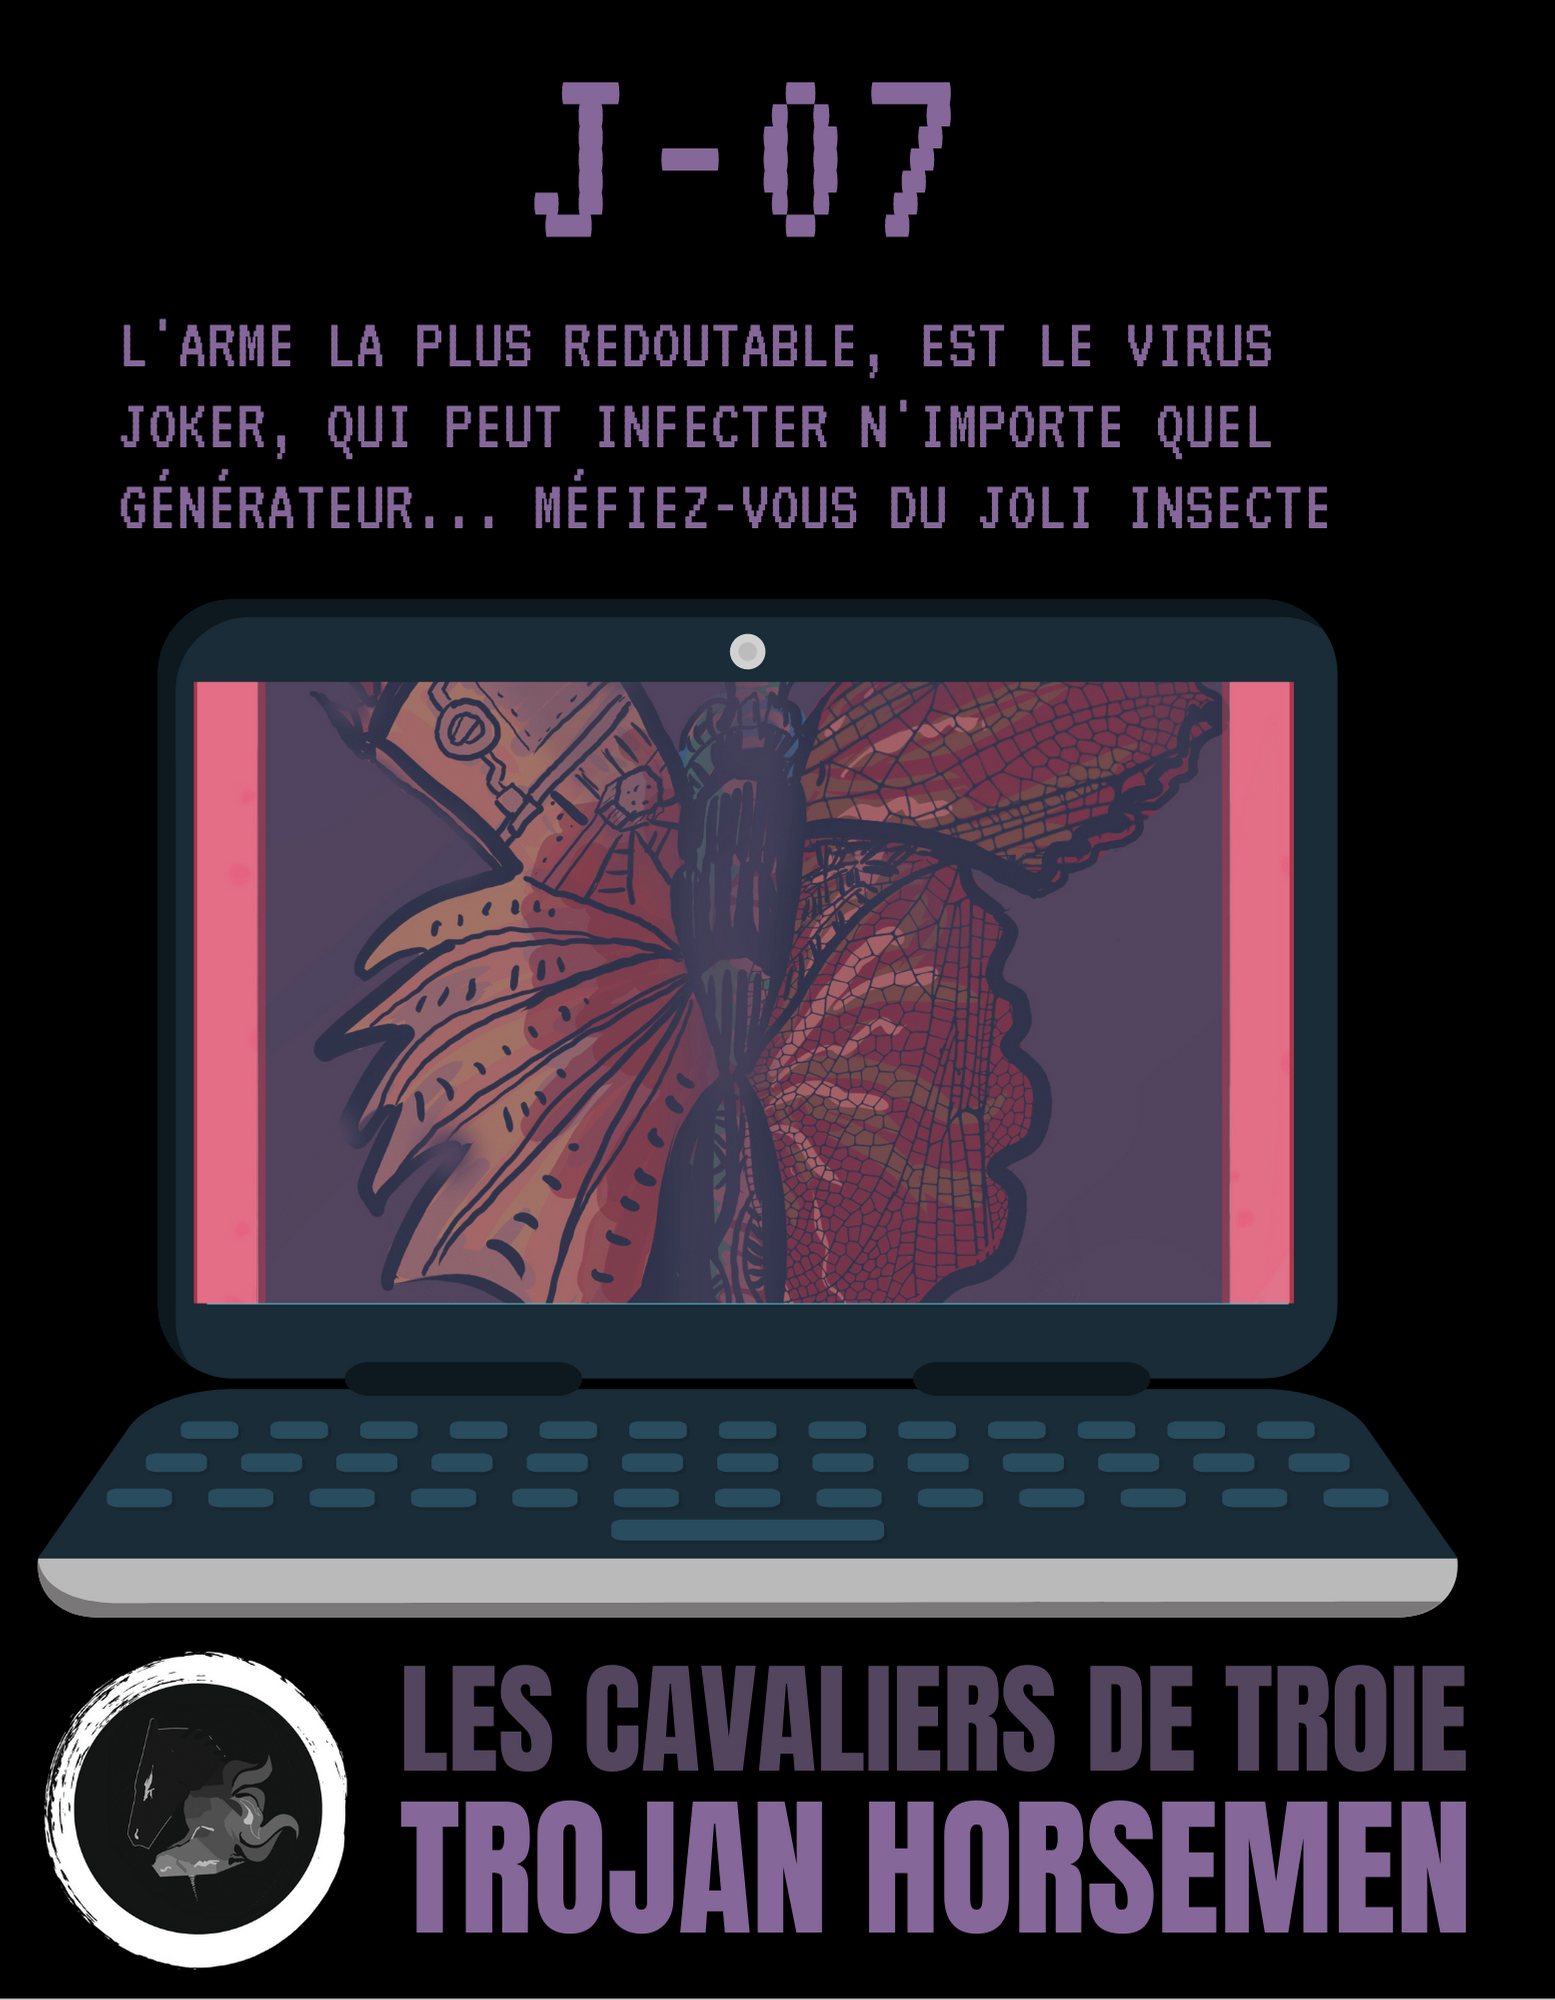 J-07
L'ARME LA PLUS REDOUTABLE, EST LE VIRUS
JOKER, QUI PEUT INFECTER N'IMPORTE QUEL
GÉNÉRATEUR... MÉFIEZ-VOUS DU JOLI INSECTE
LES CAVALIERS DE TROIE
TROJAN HORSEMEN